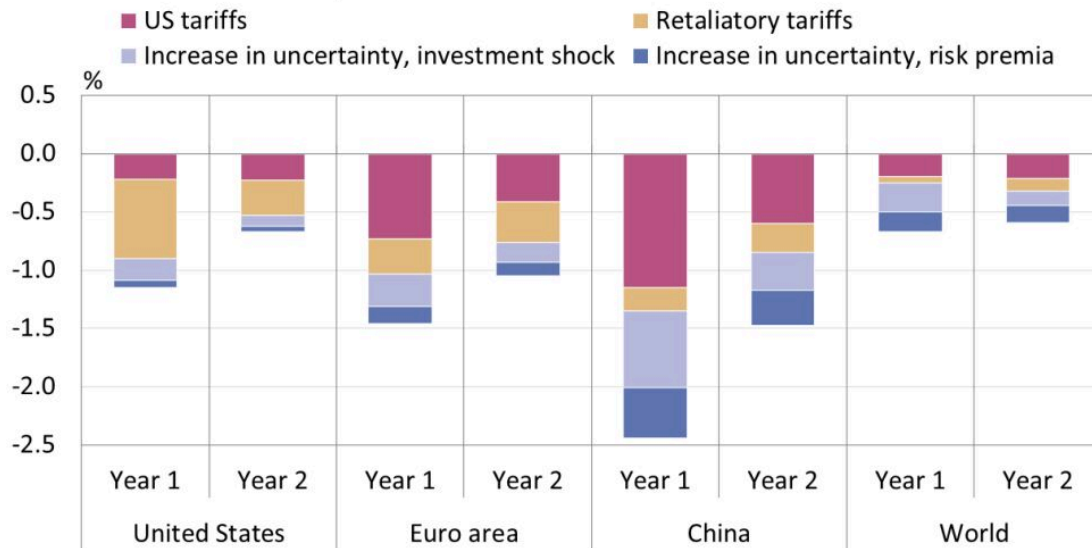 US tariffs Retaliatory tariffs
Increase in uncertainty, investment shock Increase in uncertainty, risk premia
%
0.5
0.0
-0.5
-1.0
-1.5
-2.0
-2.5
Year 1 Year 2 Year 1 Year 2 Year 1 Year 2 Year 1 Year 2
United States Euro area China World